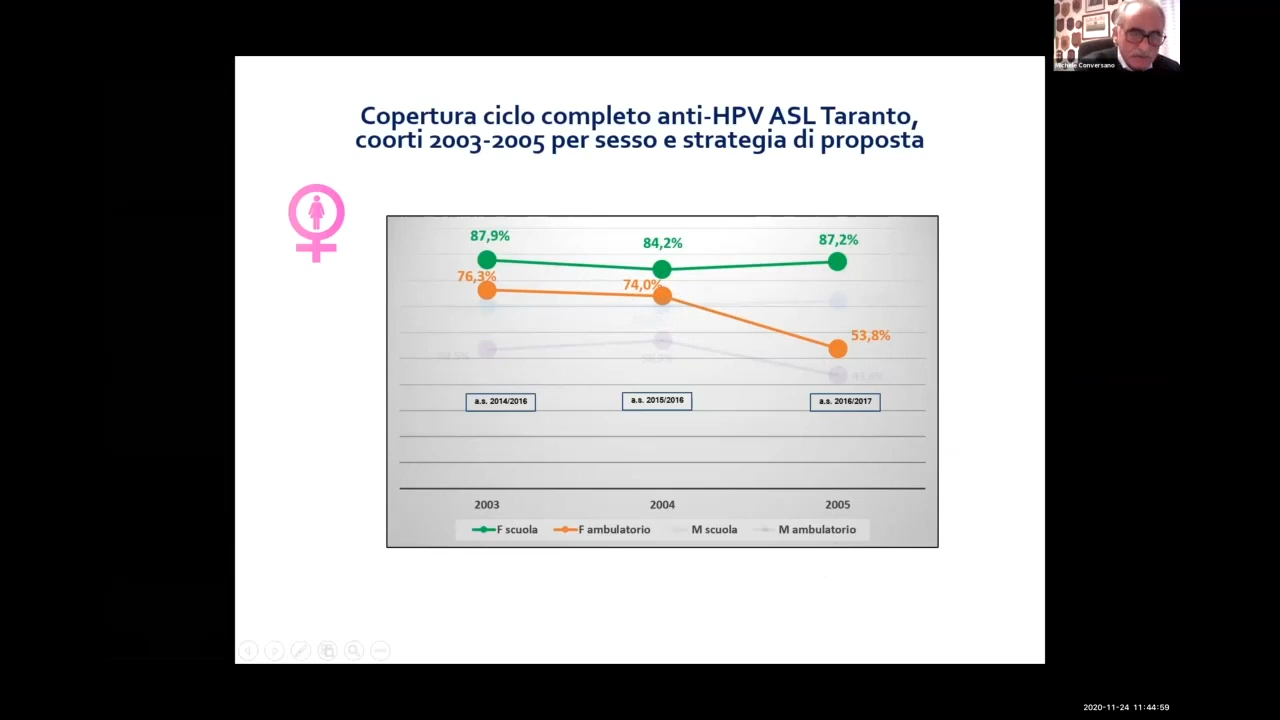 Michele Conversano
Copertura ciclo completo anti-HPV ASL Taranto,
coorti 2003-2005 per sesso e strategia di proposta
87,9%
84,2%
87,2%
76,3%
74,0%
53,8%
a.s. 2014/2016
a.s. 2015/2016
a.s. 2016/2017
2003
2004
2005
F scuola
F ambulatorio
M scuola
M ambulatorio
2020-11-24 11:44:59